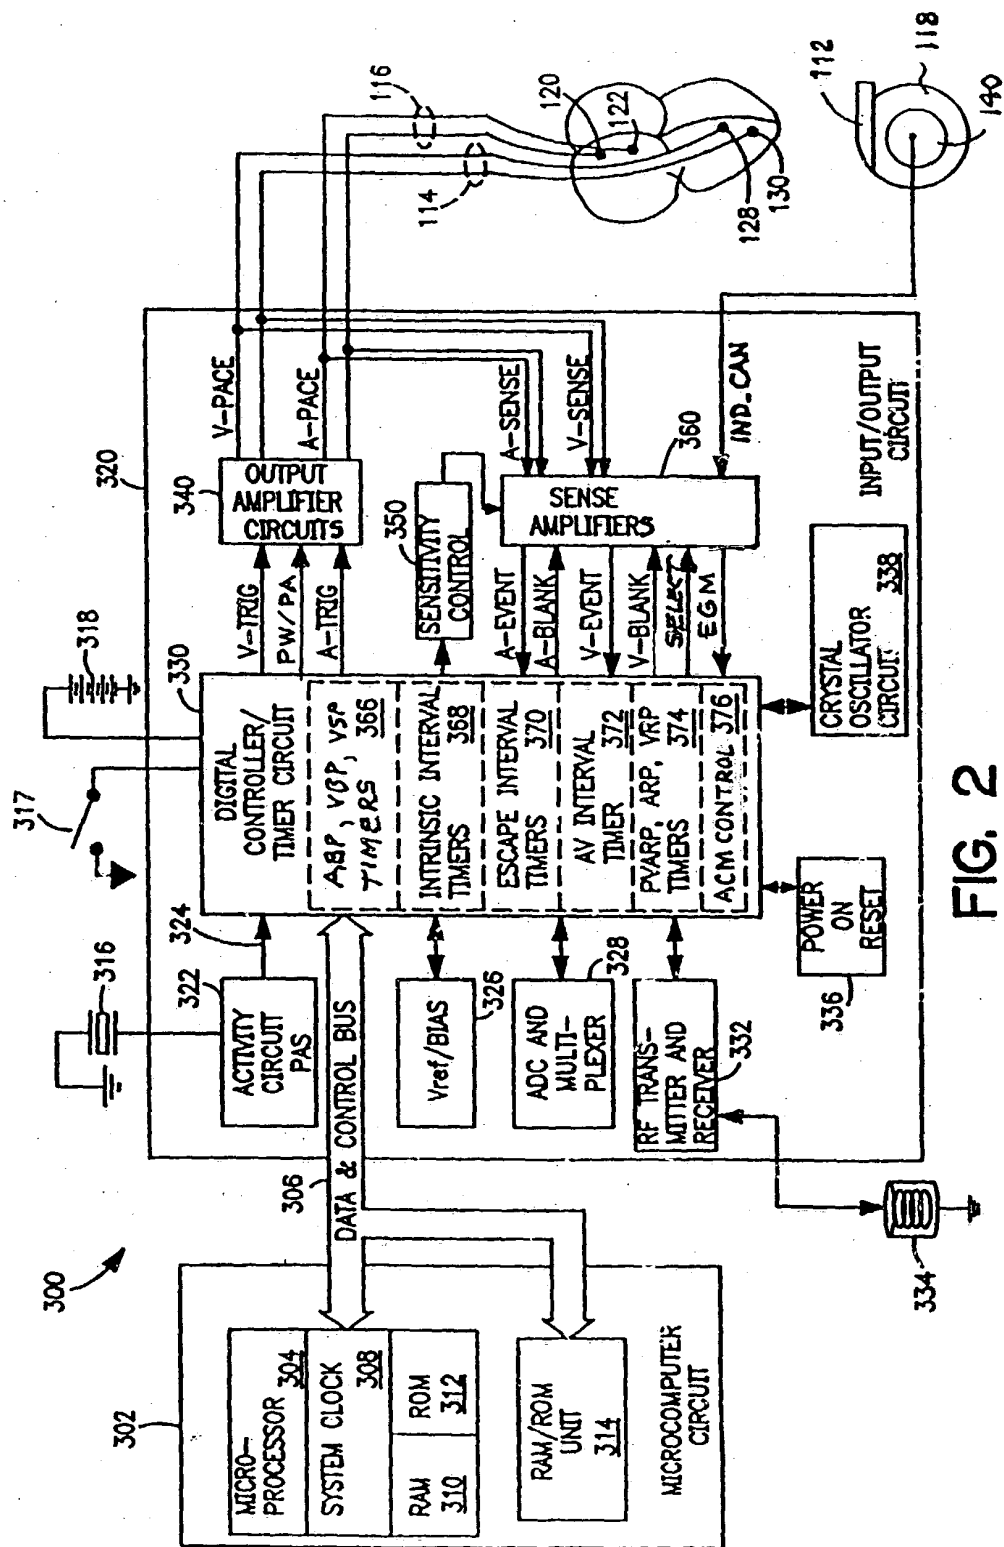 300
302
MICRO-
PROCESSOR
304
SYSTEM CLOCK
308
RAM
310
ROM
312
RAM/ROM
UNIT
314
MICROCOMPUTER
CIRCUIT
306
DATA & CONTROL BUS
316
317
318
320
322
ACTIVITY
CIRCUIT
PAS
324
Vref/BIAS
326
ADC AND
MULTI-
PLEXER
328
RF TRANS-
MITTER AND
RECEIVER
332
334
POWER
ON
RESET
336
330
DIGITAL
CONTROLLER/
TIMER CIRCUIT
ABP, VBP, VSP
TIMERS
366
INTRINSIC INTERVAL
TIMERS
368
ESCAPE INTERVAL
TIMERS
370
AV INTERVAL
TIMER
372
PVARP, ARP, VRP
TIMERS
374
ACM CONTROL
376
CRYSTAL
OSCILLATOR
CIRCUIT
338
V-TRIG
PW/PA
A-TRIG
340
OUTPUT
AMPLIFIER
CIRCUITS
350
SENSITIVITY
CONTROL
A-EVENT
A-BLANK
V-EVENT
V-BLANK
SELECT
EGM
SENSE
AMPLIFIERS
360
V-PACE
A-PACE
A-SENSE
V-SENSE
IND_CAN
INPUT/OUTPUT
CIRCUIT
116
114
120
122
128
130
112
118
140
FIG. 2